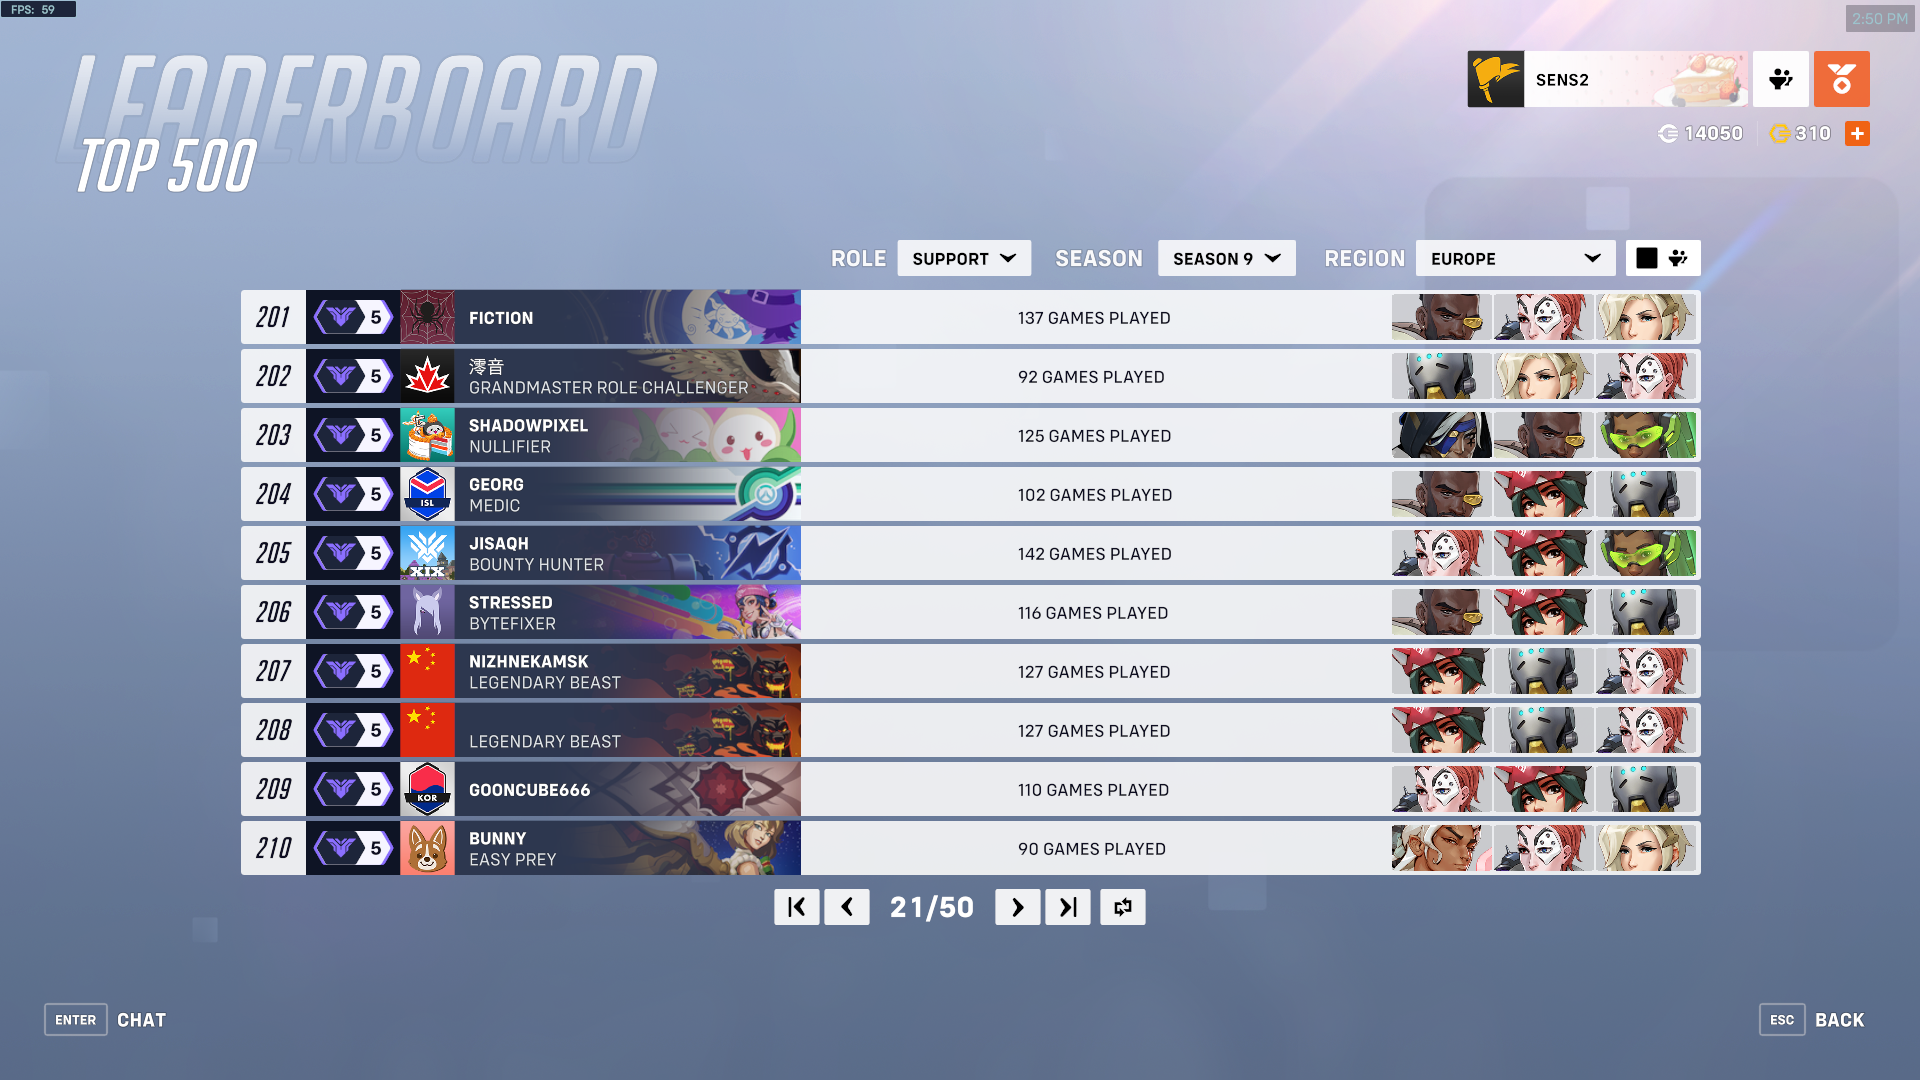 FPS: 59
2:50 PM
LEADERBOARD
TOP 500
SENS2
14050
310
ROLE SUPPORT SEASON SEASON 9 REGION EUROPE
201 5 FICTION 137 GAMES PLAYED
202 5 澪音 92 GAMES PLAYED
GRANDMASTER ROLE CHALLENGER
203 5 SHADOWPIXEL 125 GAMES PLAYED
NULLIFIER
204 ISL 5 GEORG 102 GAMES PLAYED
MEDIC
205 5 XIX JISAQH 142 GAMES PLAYED
BOUNTY HUNTER
206 5 STRESSED 116 GAMES PLAYED
BYTEFIXER
207 5 NIZHNEKAMSK 127 GAMES PLAYED
LEGENDARY BEAST
208 5 LEGENDARY BEAST 127 GAMES PLAYED
209 5 KOR GOONCUBE666 110 GAMES PLAYED
210 5 BUNNY 90 GAMES PLAYED
EASY PREY
21/50
ENTER CHAT
ESC BACK